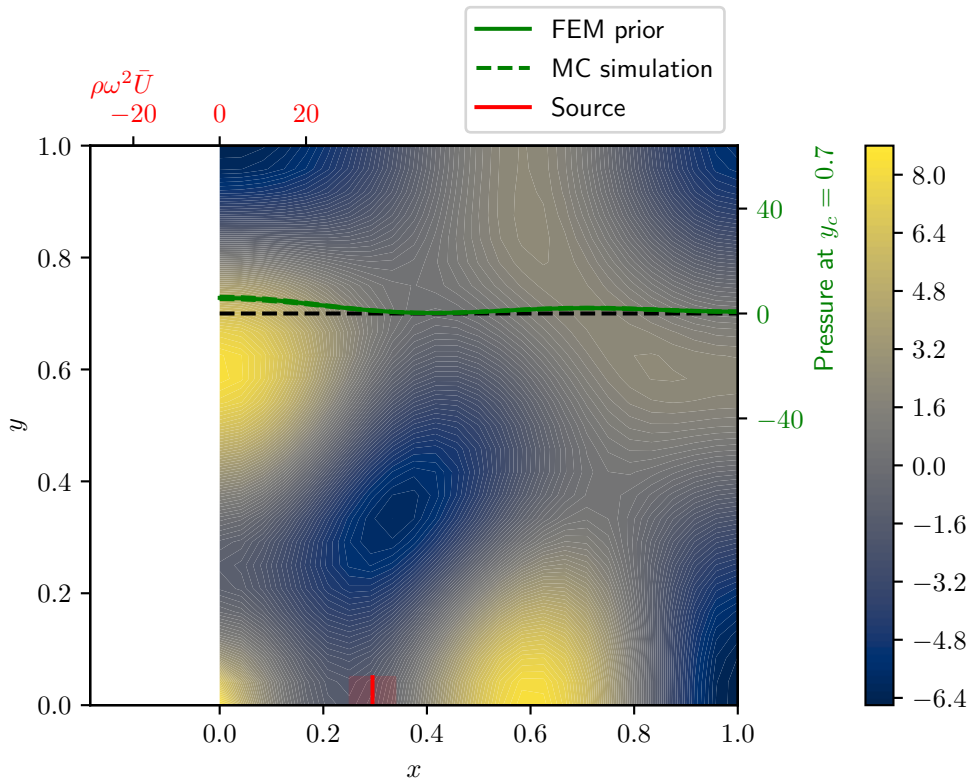 FEM prior
MC simulation
Source
ρω²Ū
−20 0 20
1.0
0.8
0.6
0.4
0.2
0.0
y
0.0 0.2 0.4 0.6 0.8 1.0
x
40
0
−40
Pressure at y_c = 0.7
8.0
6.4
4.8
3.2
1.6
0.0
−1.6
−3.2
−4.8
−6.4